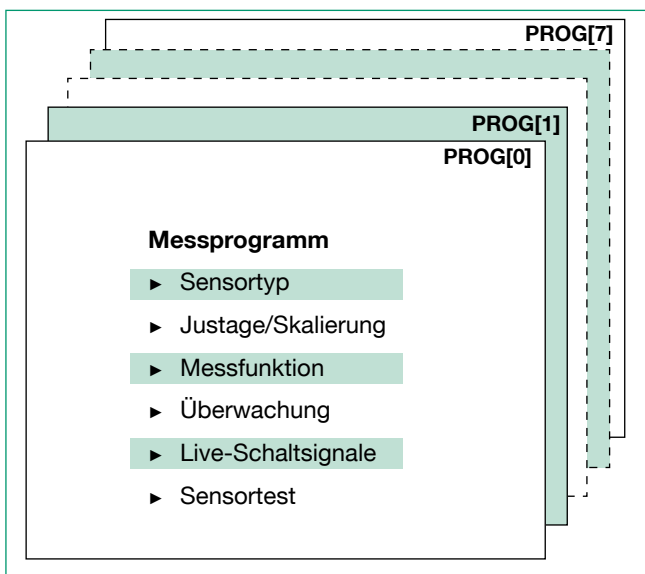 PROG[7]
PROG[1]
PROG[0]
Messprogramm
► Sensortyp
► Justage/Skalierung
► Messfunktion
► Überwachung
► Live-Schaltsignale
► Sensortest